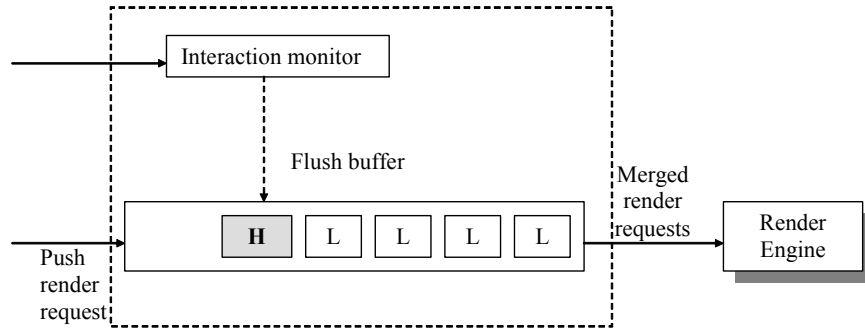 Interaction monitor
Flush buffer
H L L L L
Push
render
request
Merged
render
requests
Render
Engine